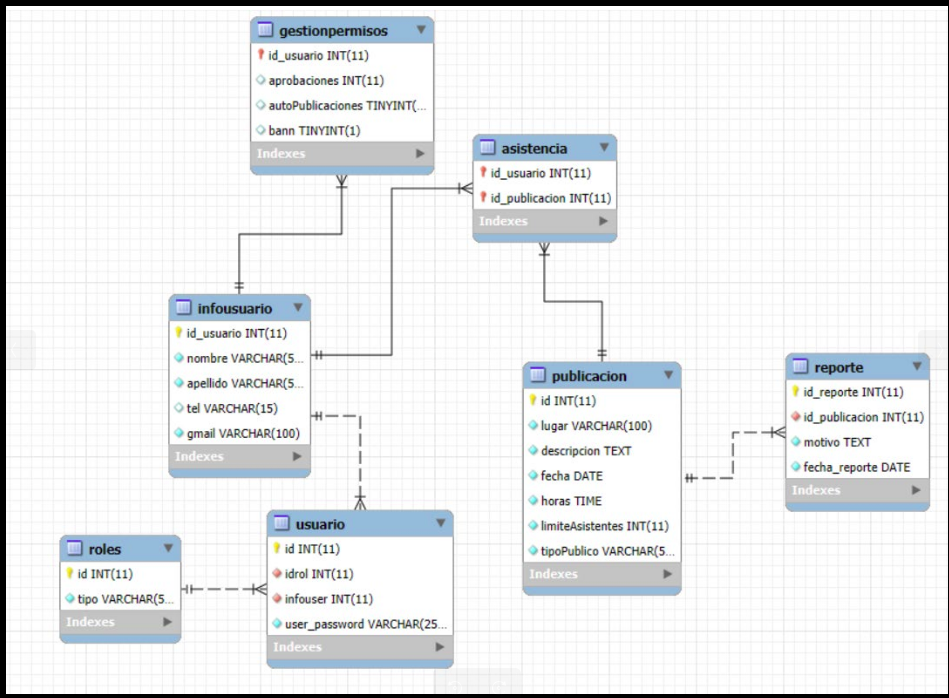 gestionpermisos
id_usuario INT(11)
aprobaciones INT(11)
autoPublicaciones TINYINT(...
bann TINYINT(1)
Indexes
asistencia
id_usuario INT(11)
id_publicacion INT(11)
Indexes
infousuario
id_usuario INT(11)
nombre VARCHAR(5...
apellido VARCHAR(5...
tel VARCHAR(15)
gmail VARCHAR(100)
Indexes
publicacion
id INT(11)
lugar VARCHAR(100)
descripcion TEXT
fecha DATE
horas TIME
limiteAsistentes INT(11)
tipoPublico VARCHAR(5...
Indexes
reporte
id_reporte INT(11)
id_publicacion INT(11)
motivo TEXT
fecha_reporte DATE
Indexes
roles
id INT(11)
tipo VARCHAR(5...
Indexes
usuario
id INT(11)
idrol INT(11)
infouser INT(11)
user_password VARCHAR(25...
Indexes